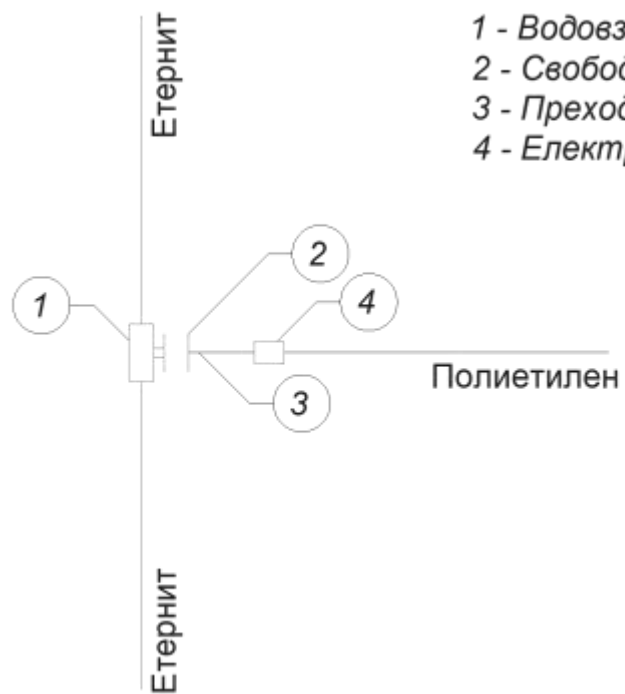 1 - Водовз
2 - Свобод
3 - Преход
4 - Електр
Етернит
2
4
1
Полиетилен
3
Етернит